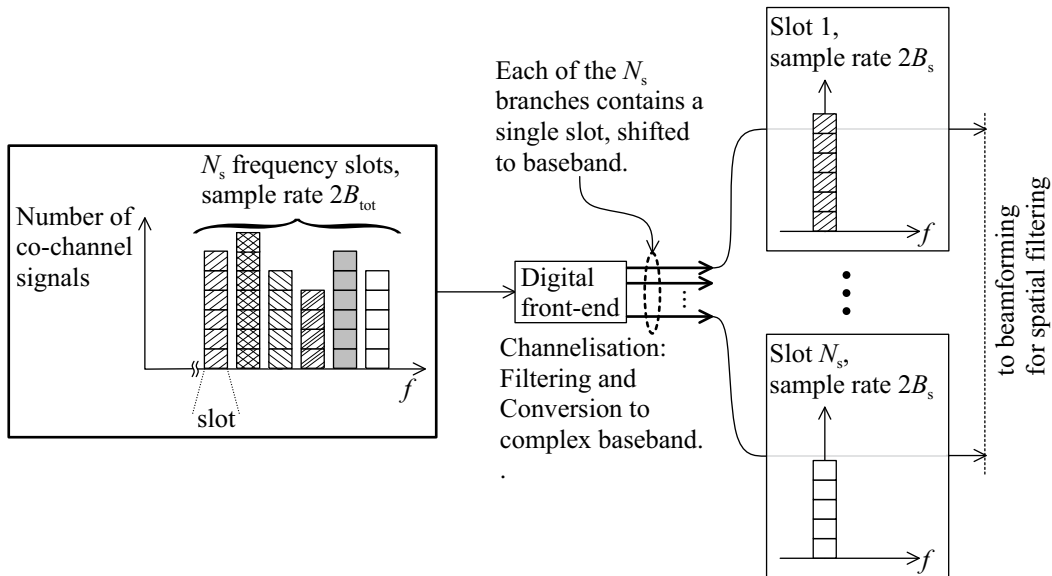 Number of
co-channel
signals
N_s frequency slots,
sample rate 2B_tot
f
slot
Each of the N_s
branches contains a
single slot, shifted
to baseband.
Digital
front-end
Channelisation:
Filtering and
Conversion to
complex baseband.
.
Slot 1,
sample rate 2B_s
f
Slot N_s,
sample rate 2B_s
f
to beamforming
for spatial filtering